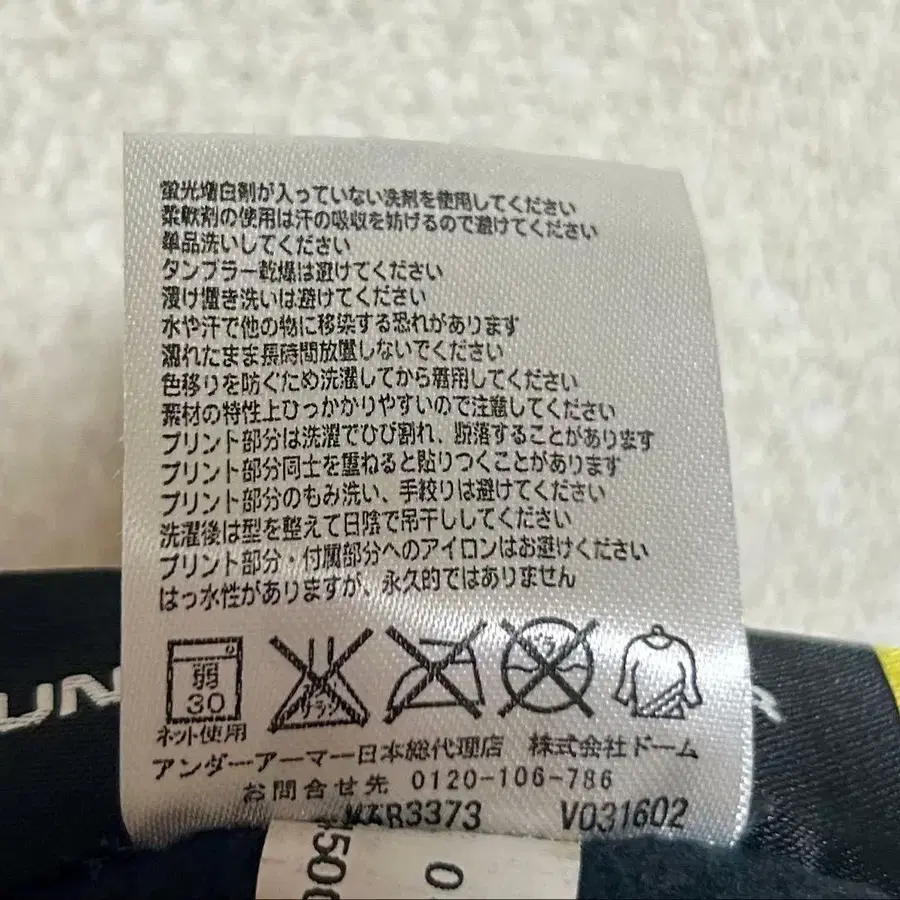 蛍光増白剤が入っていない洗剤を使用してください
柔軟剤の使用は汗の吸収を妨げるので避けてください
単品洗いしてください
タンブラー乾燥は避けてください
浸け置き洗いは避けてください
水や汗で他の物に移染する恐れがあります
濡れたまま長時間放置しないでください
色移りを防ぐため洗濯してから着用してください
素材の特性上ひっかかりやすいので注意してください
プリント部分は洗濯でひび割れ、脱落することがあります
プリント部分同士を重ねると貼りつくことがあります
プリント部分のもみ洗い、手絞りは避けてください
洗濯後は型を整えて日陰で吊干ししてください
プリント部分・付属部分へのアイロンはお避けください
はっ水性がありますが、永久的ではありません
弱
30
エンソ
サラシ
ドライ
ネット使用
アンダーアーマー日本総代理店 株式会社ドーム
お問合せ先 0120-106-786
MTR3373 V031602
UN
R